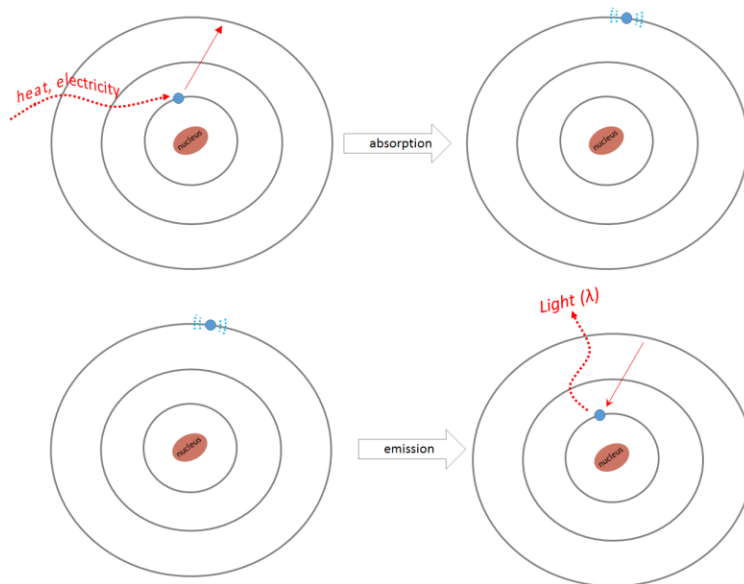 heat, electricity
nucleus
absorption
nucleus
nucleus
emission
Light (λ)
nucleus